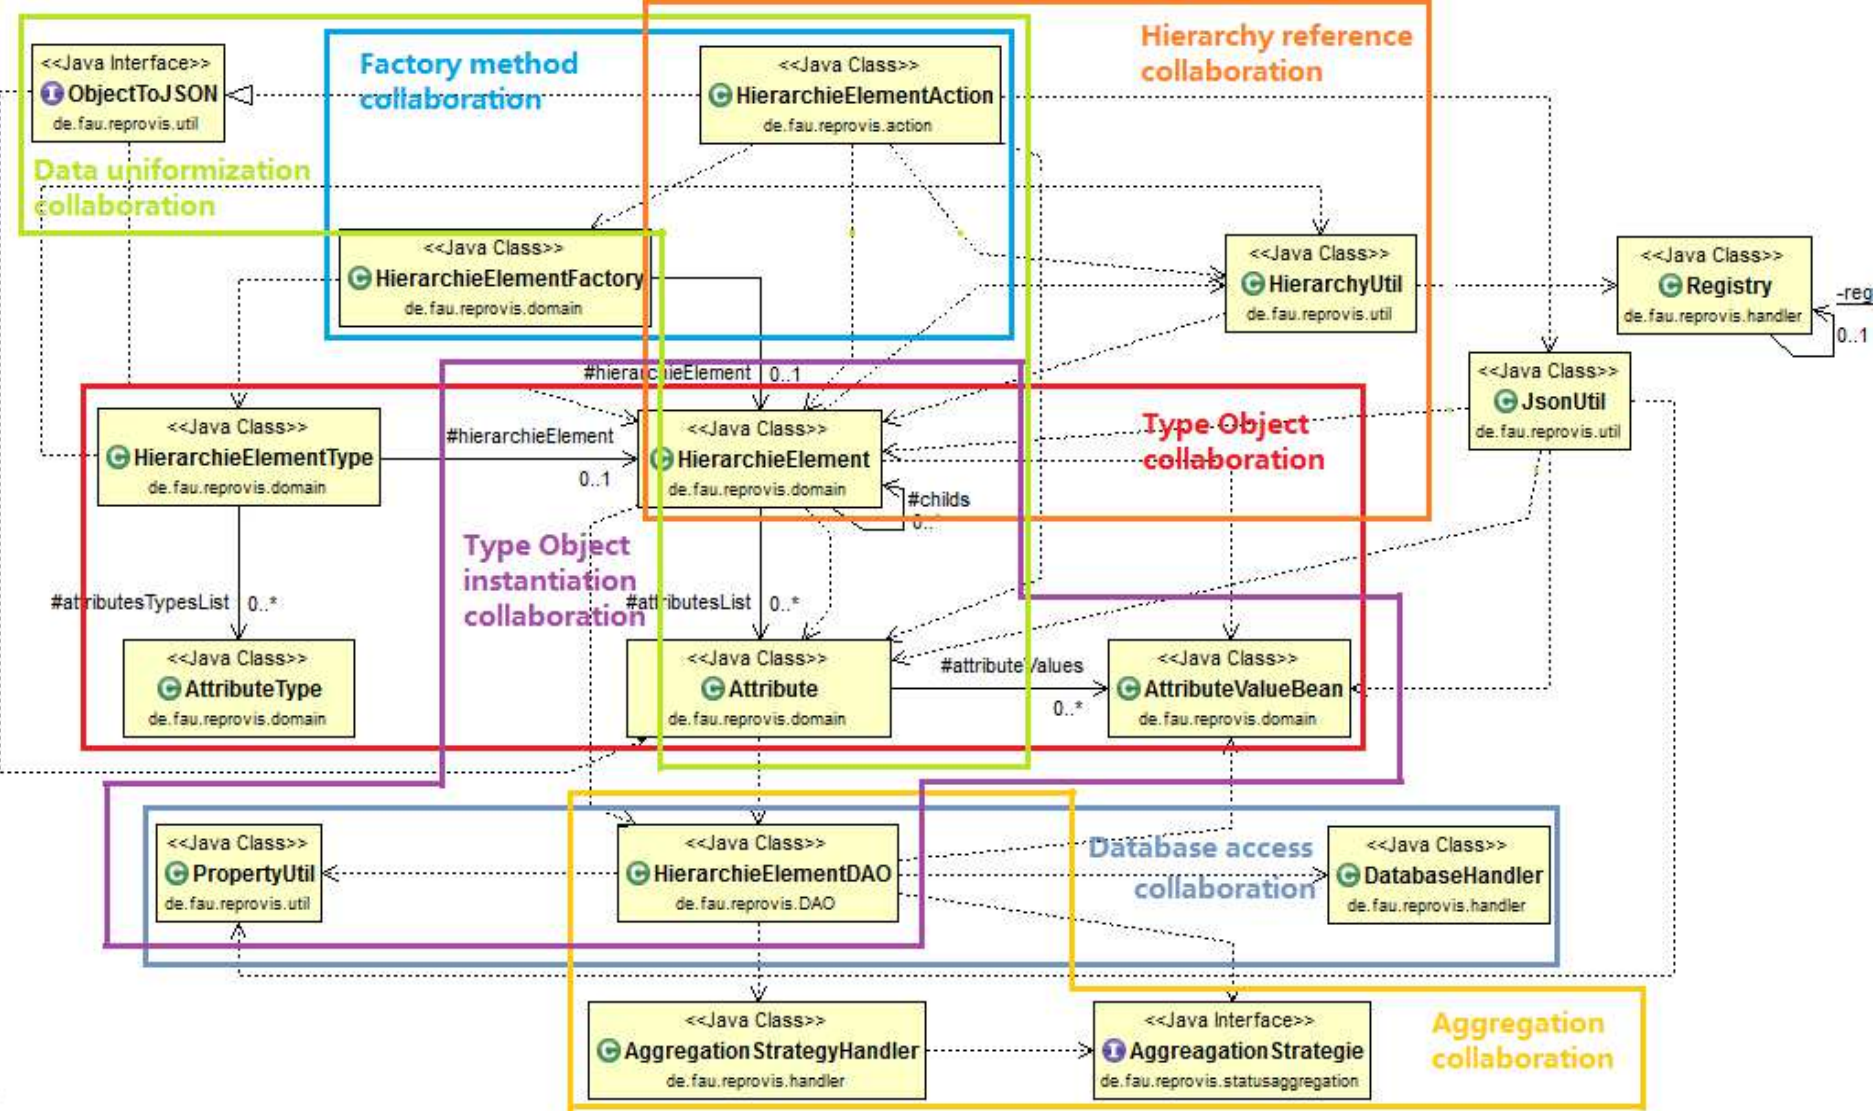 Hierarchy reference
collaboration
Factory method
collaboration
<<Java Interface>>
ObjectToJSON
de.fau.reprovis.util
<<Java Class>>
HierarchieElementAction
de.fau.reprovis.action
Data uniformization
collaboration
<<Java Class>>
HierarchieElementFactory
de.fau.reprovis.domain
<<Java Class>>
HierarchyUtil
de.fau.reprovis.util
<<Java Class>>
Registry
de.fau.reprovis.handler
-reg
0..1
#hierarchieElement
0..1
<<Java Class>>
JsonUtil
de.fau.reprovis.util
<<Java Class>>
HierarchieElementType
de.fau.reprovis.domain
#hierarchieElement
0..1
<<Java Class>>
HierarchieElement
de.fau.reprovis.domain
#childs
Type Object
collaboration
Type Object
instantiation
collaboration
#attributesTypesList
0..*
#attributesList
0..*
<<Java Class>>
AttributeType
de.fau.reprovis.domain
<<Java Class>>
Attribute
de.fau.reprovis.domain
#attributeValues
0..*
<<Java Class>>
AttributeValueBean
de.fau.reprovis.domain
<<Java Class>>
PropertyUtil
de.fau.reprovis.util
<<Java Class>>
HierarchieElementDAO
de.fau.reprovis.DAO
Database access
collaboration
<<Java Class>>
DatabaseHandler
de.fau.reprovis.handler
<<Java Class>>
AggregationStrategyHandler
de.fau.reprovis.handler
<<Java Interface>>
AggreagationStrategie
de.fau.reprovis.statusaggregation
Aggregation
collaboration